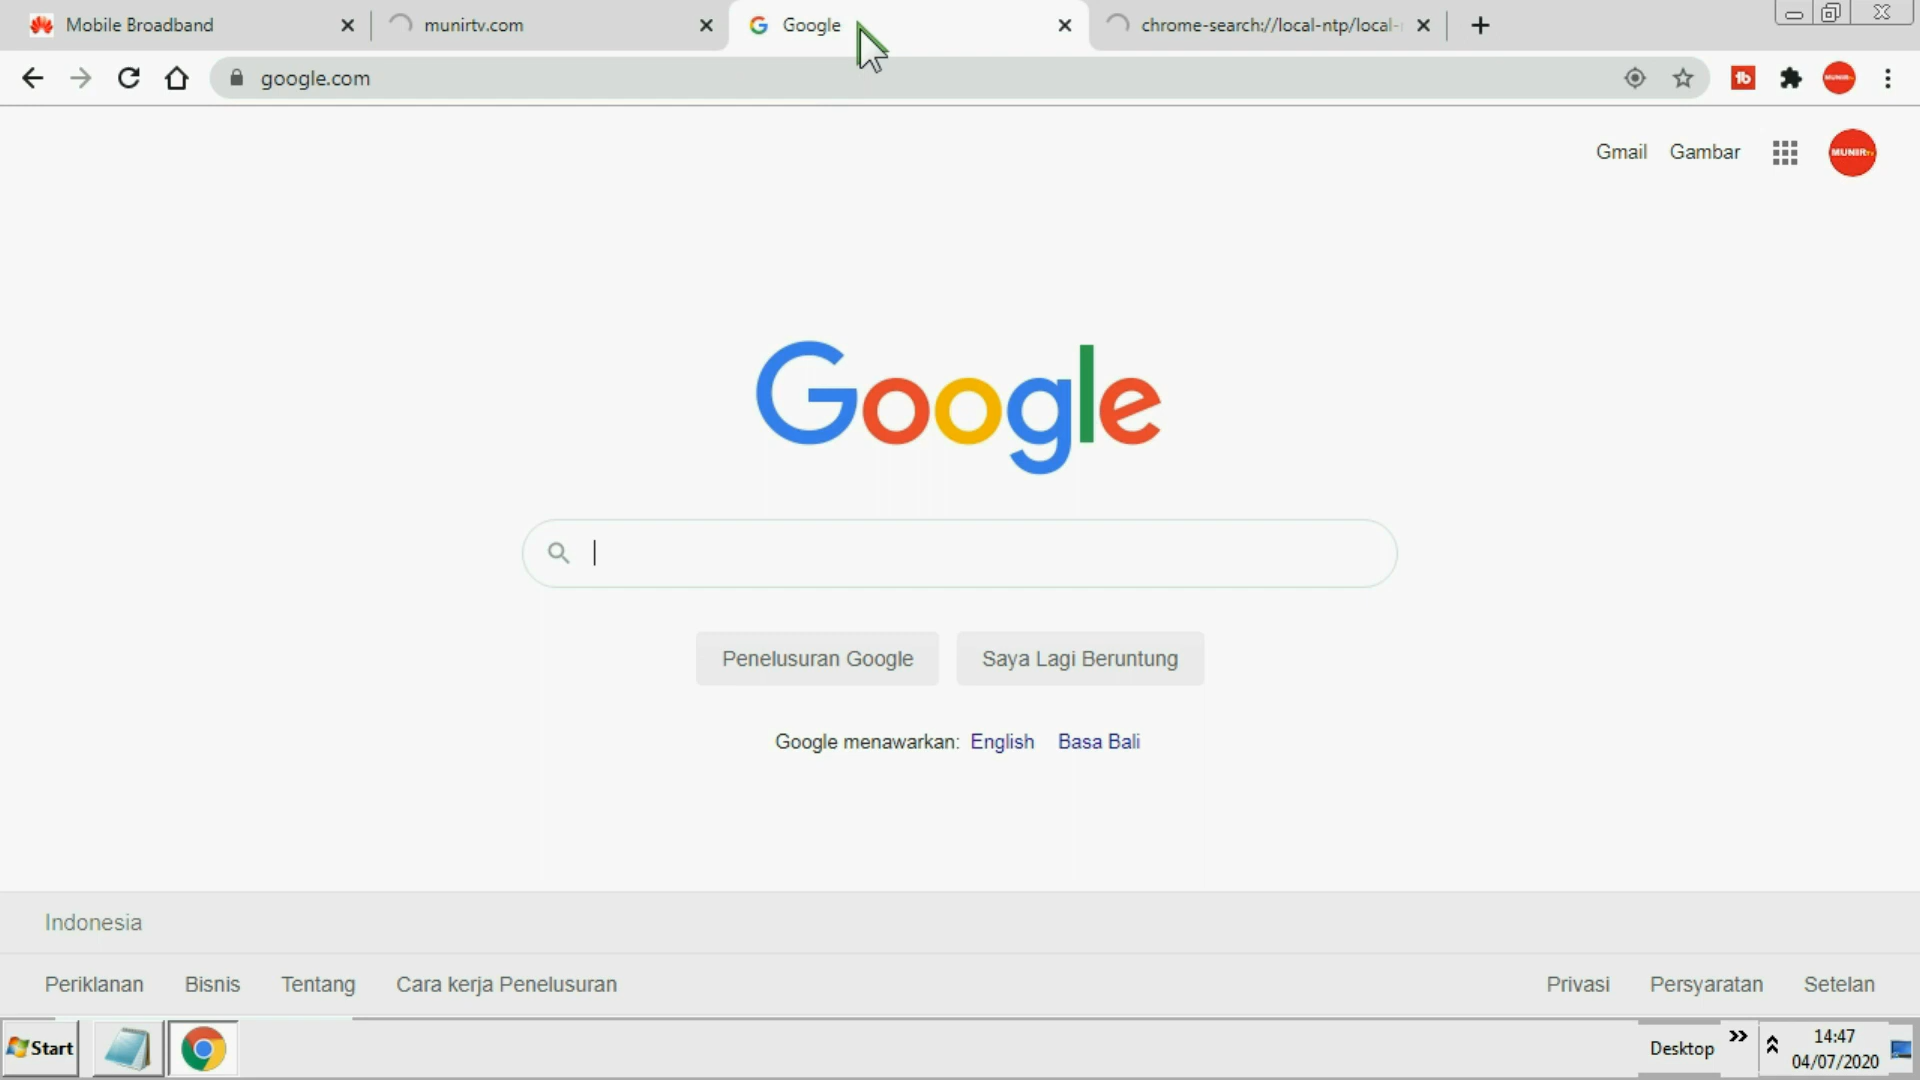 Mobile Broadband
munirtv.com
Google
chrome-search://local-ntp/local-
google.com
Gmail
Gambar
MUNIR
Google
Penelusuran Google
Saya Lagi Beruntung
Google menawarkan: English Basa Bali
Indonesia
Periklanan
Bisnis
Tentang
Cara kerja Penelusuran
Privasi
Persyaratan
Setelan
Start
Desktop
14:47
04/07/2020